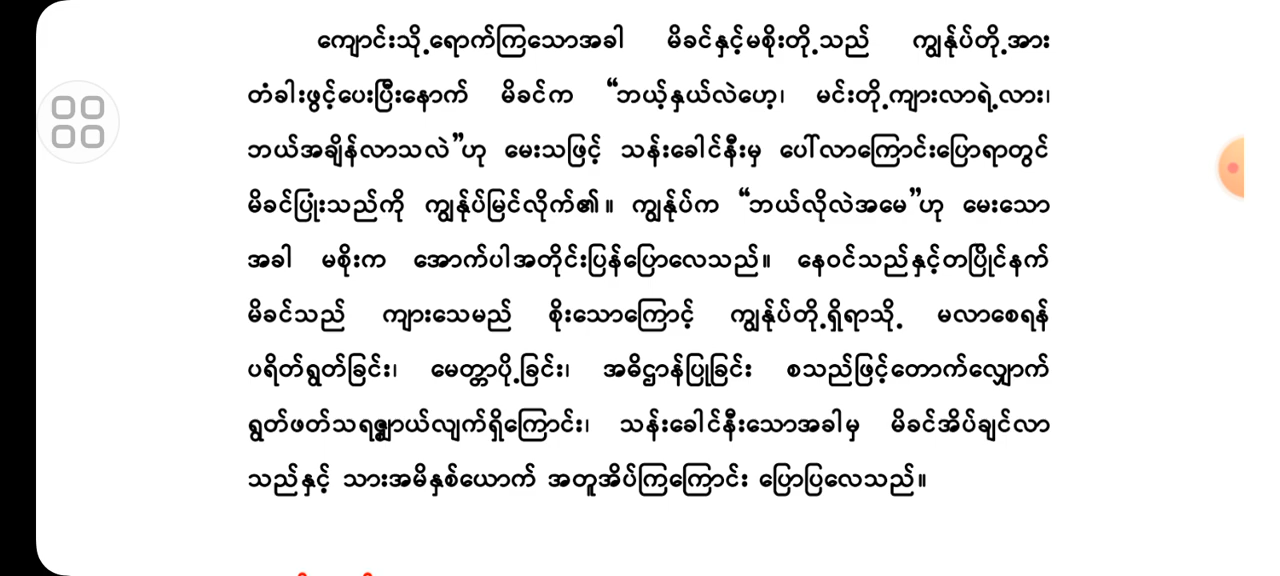 ကျောင်းသို့ရောက်ကြသောအခါ မိခင်နှင့်မစိုးတို့သည် ကျွန်ုပ်တို့အား
တံခါးဖွင့်ပေးပြီးနောက် မိခင်က “ဘယ့်နှယ်လဲဟေ့၊ မင်းတို့ကျားလာရဲ့လား၊
ဘယ်အချိန်လာသလဲ”ဟု မေးသဖြင့် သန်းခေါင်နီးမှ ပေါ်လာကြောင်းပြောရာတွင်
မိခင်ပြုံးသည်ကို ကျွန်ုပ်မြင်လိုက်၏။ ကျွန်ုပ်က “ဘယ်လိုလဲအမေ”ဟု မေးသော
အခါ မစိုးက အောက်ပါအတိုင်းပြန်ပြောလေသည်။ နေဝင်သည်နှင့်တပြိုင်နက်
မိခင်သည် ကျားသေမည် စိုးသောကြောင့် ကျွန်ုပ်တို့ရှိရာသို့ မလာစေရန်
ပရိတ်ရွတ်ခြင်း၊ မေတ္တာပို့ခြင်း၊ အဓိဌာန်ပြုခြင်း စသည်ဖြင့်တောက်လျှောက်
ရွတ်ဖတ်သရဇ္ဈာယ်လျက်ရှိကြောင်း၊ သန်းခေါင်နီးသောအခါမှ မိခင်အိပ်ချင်လာ
သည်နှင့် သားအမိနှစ်ယောက် အတူအိပ်ကြကြောင်း ပြောပြလေသည်။